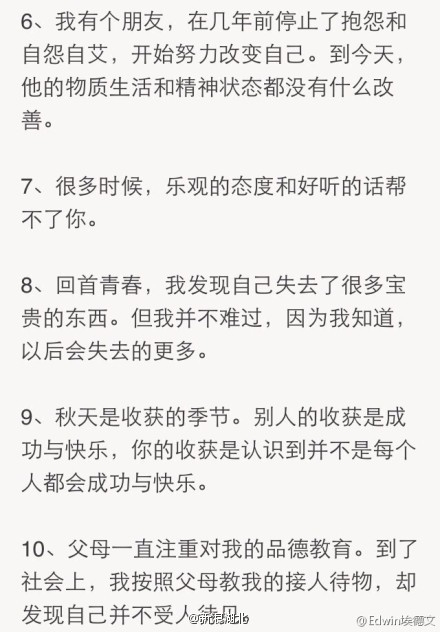 6、我有个朋友，在几年前停止了抱怨和
自怨自艾，开始努力改变自己。到今天，
他的物质生活和精神状态都没有什么改
善。
7、很多时候，乐观的态度和好听的话帮
不了你。
8、回首青春，我发现自己失去了很多宝
贵的东西。但我并不难过，因为我知道，
以后会失去的更多。
9、秋天是收获的季节。别人的收获是成
功与快乐，你的收获是认识到并不是每个
人都会成功与快乐。
10、父母一直注重对我的品德教育。到了
社会上，我按照父母教我的接人待物，却
发现自己并不受人待见。
@Edwin埃德文